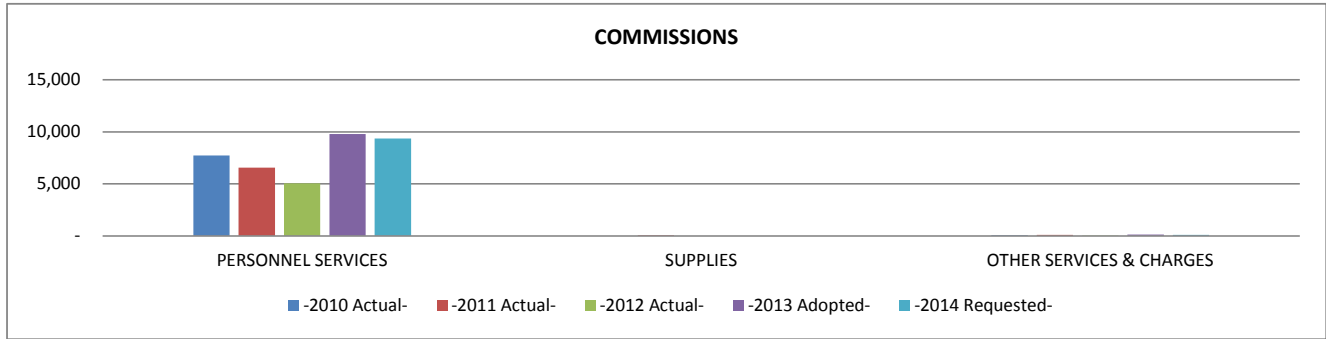 COMMISSIONS
15,000
10,000
5,000
-
PERSONNEL SERVICES SUPPLIES OTHER SERVICES & CHARGES
-2010 Actual- -2011 Actual- -2012 Actual- -2013 Adopted- -2014 Requested-